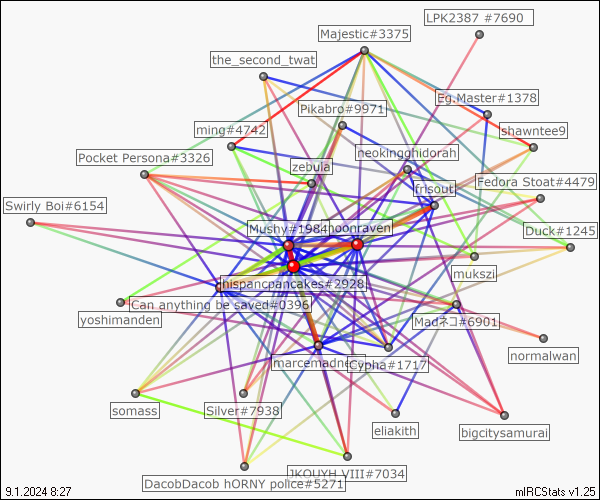 LPK2387 #7690
Majestic#3375
the_second_twat
Eg.Master#1378
Pikabro#9971
ming#4742
shawntee9
neokingghidorah
Pocket Persona#3326
zebula
Fedora Stoat#4479
frisout
Swirly Boi#6154
Mushy#1984
noonraven
Duck#1245
mukszi
hispancpancakes#2928
Can anything be saved#0396
yoshimanden
Madネコ#6901
normalwan
marcemadne
Cypha#1717
somass
Silver#7938
eliakith
bigcitysamurai
JKOUYH VIII#7034
DacobDacob hORNY police#5271
9.1.2024 8:27
mIRCStats v1.25